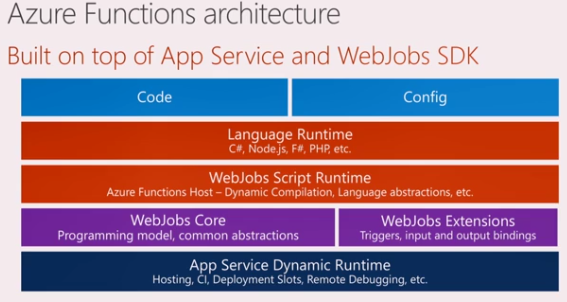 Azure Functions architecture
Built on top of App Service and WebJobs SDK
Code
Config
Language Runtime
C#, Node.js, F#, PHP, etc.
WebJobs Script Runtime
Azure Functions Host – Dynamic Compilation, Language abstractions, etc.
WebJobs Core
Programming model, common abstractions
WebJobs Extensions
Triggers, input and output bindings
App Service Dynamic Runtime
Hosting, CI, Deployment Slots, Remote Debugging, etc.